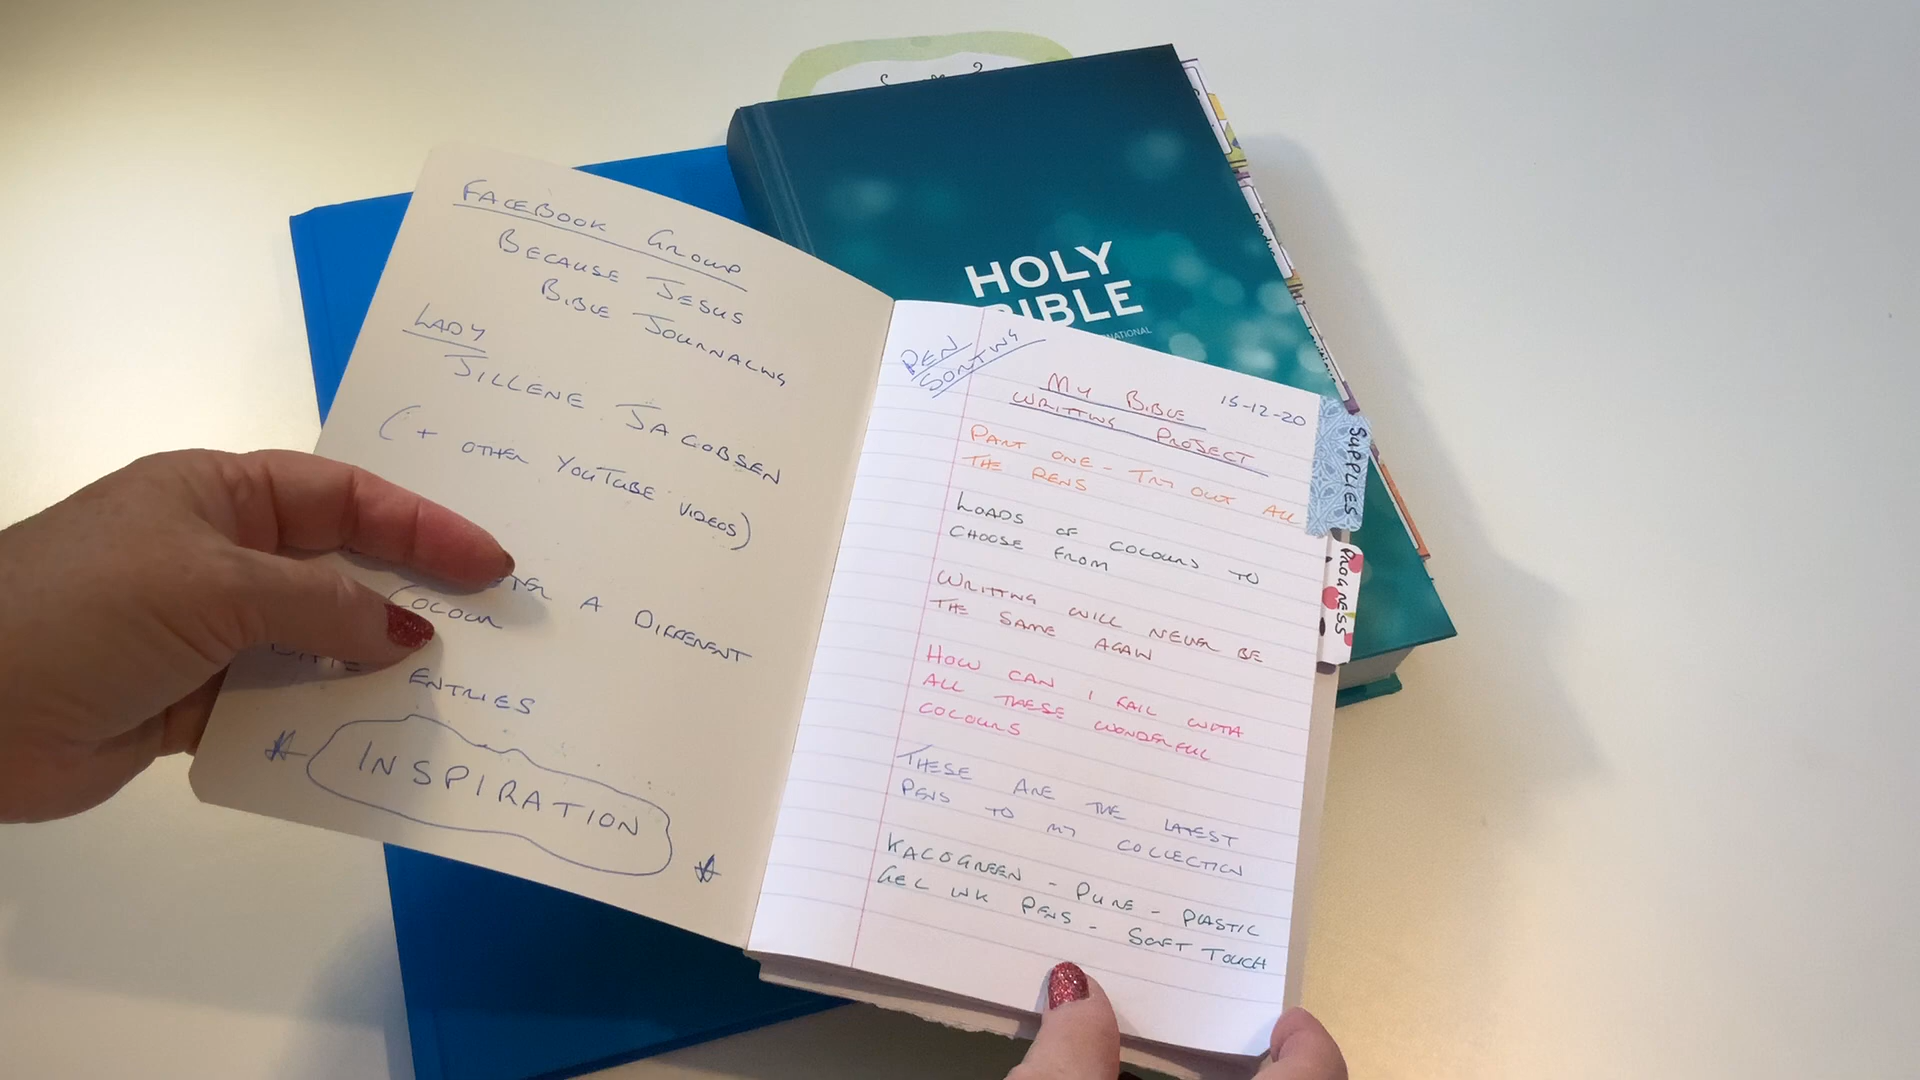 FACEBOOK GROUP
BECAUSE JESUS
BIBLE JOURNALING
LADY
JILLENE JACOBSEN
(+ OTHER YOUTUBE VIDEOS)
A DIFFERENT
COLOUR
ENTRIES
INSPIRATION
HOLY
BIBLE
PEN
SORTING
15-12-20
MY BIBLE
WRITING PROJECT
PART ONE - TRY OUT ALL
THE PENS
LOADS OF COLOURS TO
CHOOSE FROM
WRITING WILL NEVER BE
THE SAME AGAIN
HOW CAN I FAIL WITH
ALL THESE WONDERFUL
COLOURS
THESE ARE THE LATEST
PENS TO MY COLLECTION
KACOGREEN - PURE - PLASTIC
GEL INK PENS - SOFT TOUCH
SUPPLIES
PROGRESS